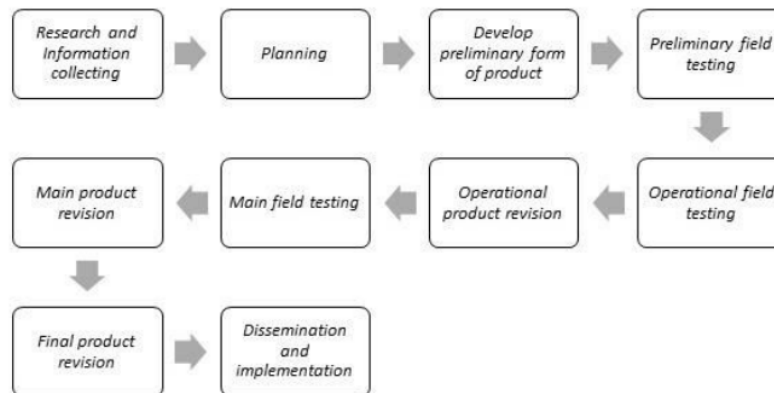 Research and
Information
collecting
Planning
Develop
preliminary form
of product
Preliminary field
testing
Operational field
testing
Operational
product revision
Main field testing
Main product
revision
Final product
revision
Dissemination
and
implementation